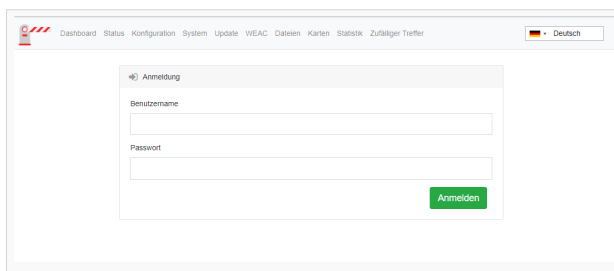 Dashboard Status Konfiguration System Update WEAC Dateien Karten Statistik Zufälliger Treffer Deutsch
Anmeldung
Benutzername
Passwort
Anmelden